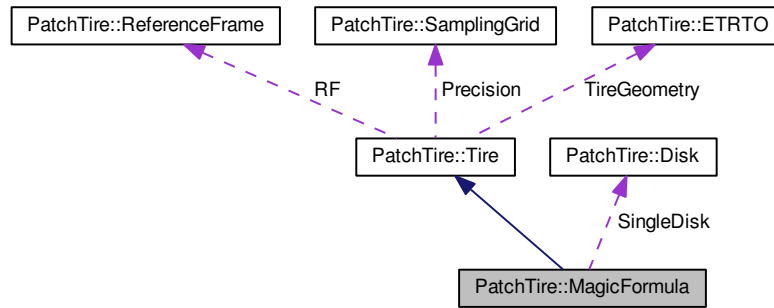 PatchTire::ReferenceFrame
PatchTire::SamplingGrid
PatchTire::ETRTO
RF
Precision
TireGeometry
PatchTire::Tire
PatchTire::Disk
SingleDisk
PatchTire::MagicFormula